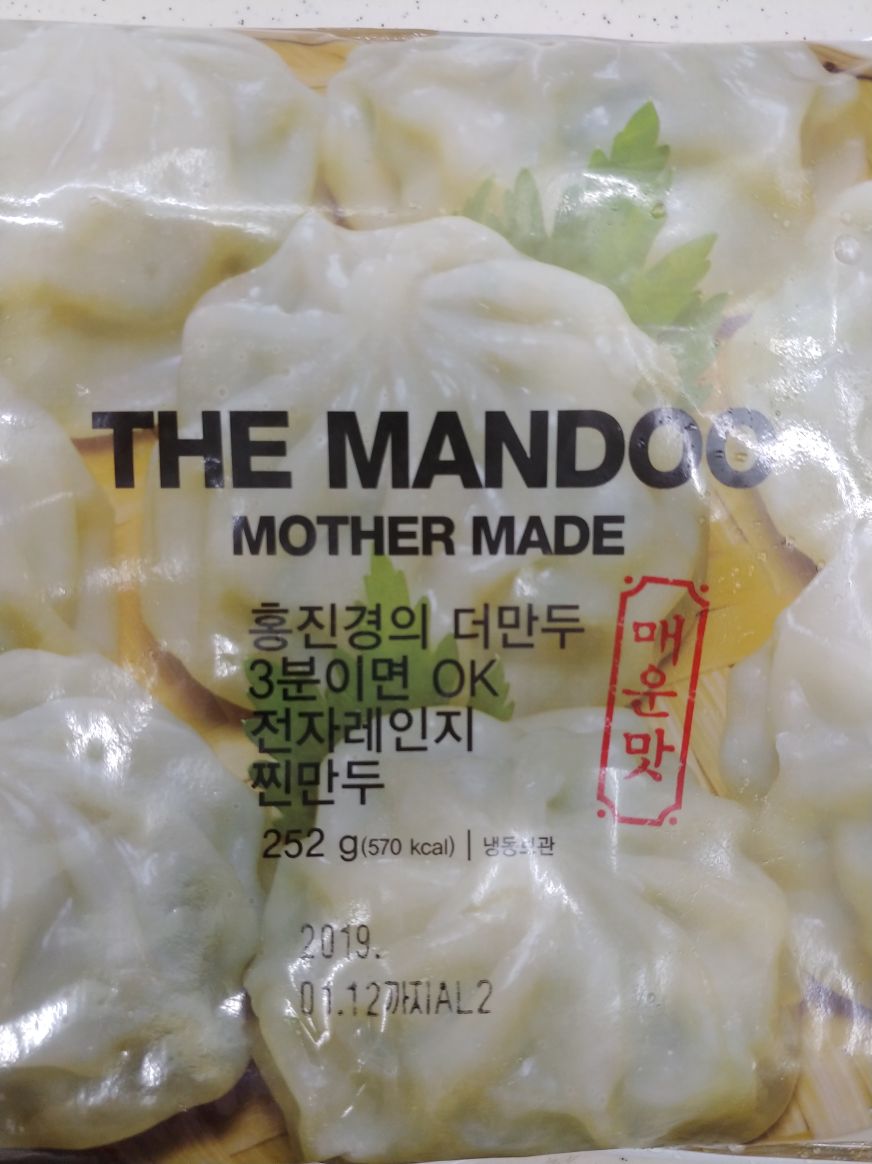 THE MANDOO
MOTHER MADE
홍진경의 더만두
3분이면 OK
전자레인지
찐만두
매운맛
252 g(570 kcal) | 냉동보관
2019.
01.12까지AL2